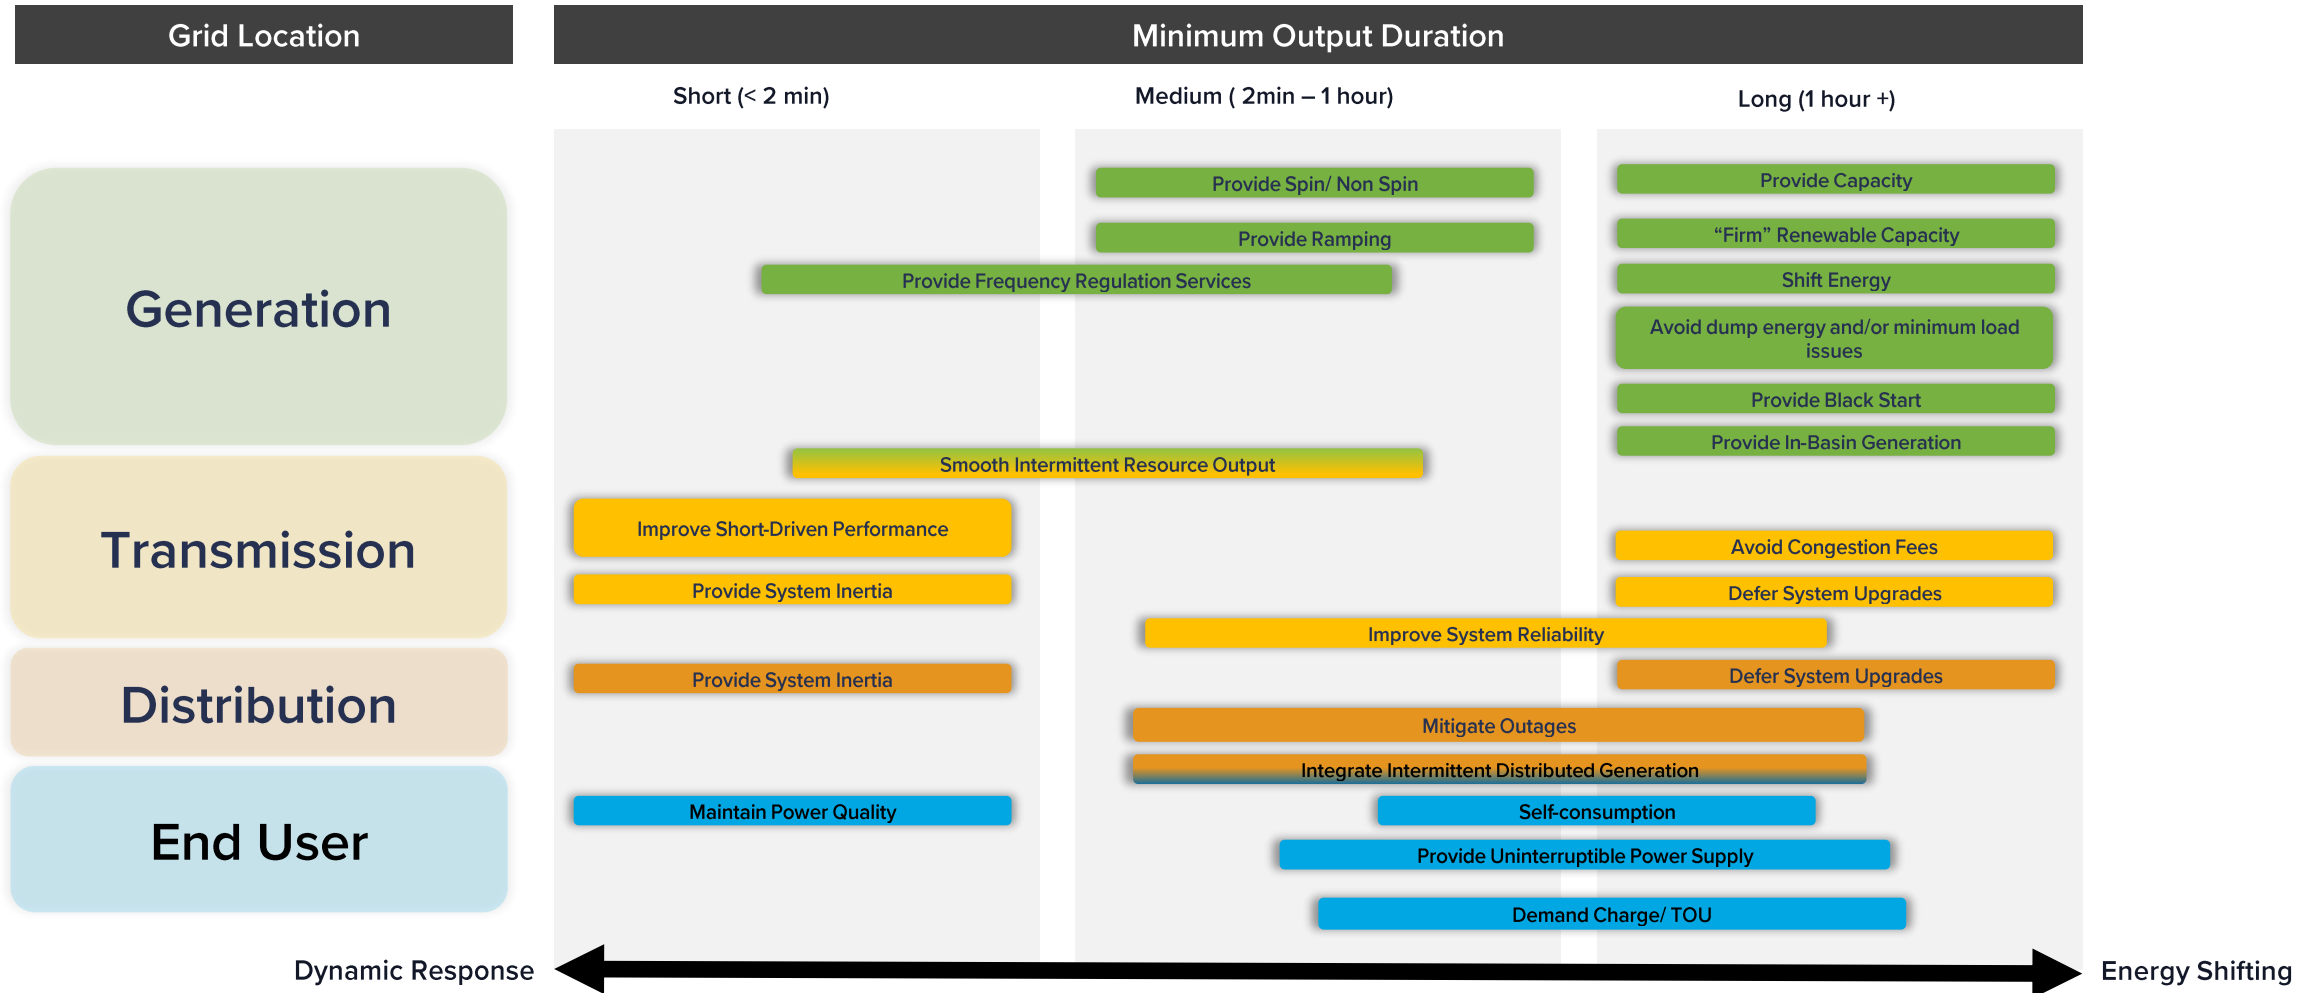 Grid Location
Minimum Output Duration
Short (< 2 min)
Medium ( 2min – 1 hour)
Long (1 hour +)
Generation
Provide Spin/ Non Spin
Provide Capacity
Provide Ramping
“Firm” Renewable Capacity
Provide Frequency Regulation Services
Shift Energy
Avoid dump energy and/or minimum load
issues
Provide Black Start
Provide In-Basin Generation
Smooth Intermittent Resource Output
Transmission
Improve Short-Driven Performance
Avoid Congestion Fees
Provide System Inertia
Defer System Upgrades
Improve System Reliability
Distribution
Provide System Inertia
Defer System Upgrades
Mitigate Outages
Integrate Intermittent Distributed Generation
End User
Maintain Power Quality
Self-consumption
Provide Uninterruptible Power Supply
Demand Charge/ TOU
Dynamic Response
Energy Shifting